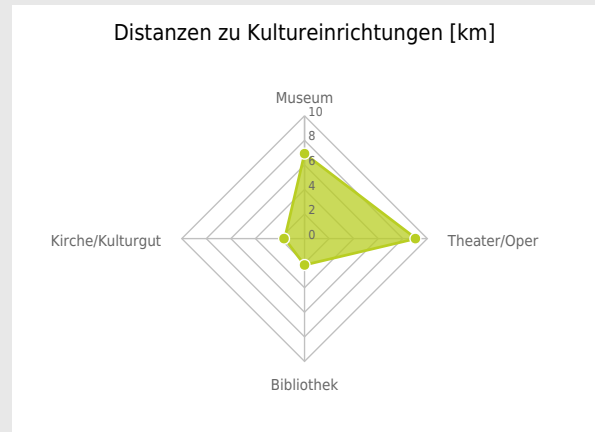 Distanzen zu Kultureinrichtungen [km]
Museum
10
8
6
4
2
0
Kirche/Kulturgut
Theater/Oper
Bibliothek